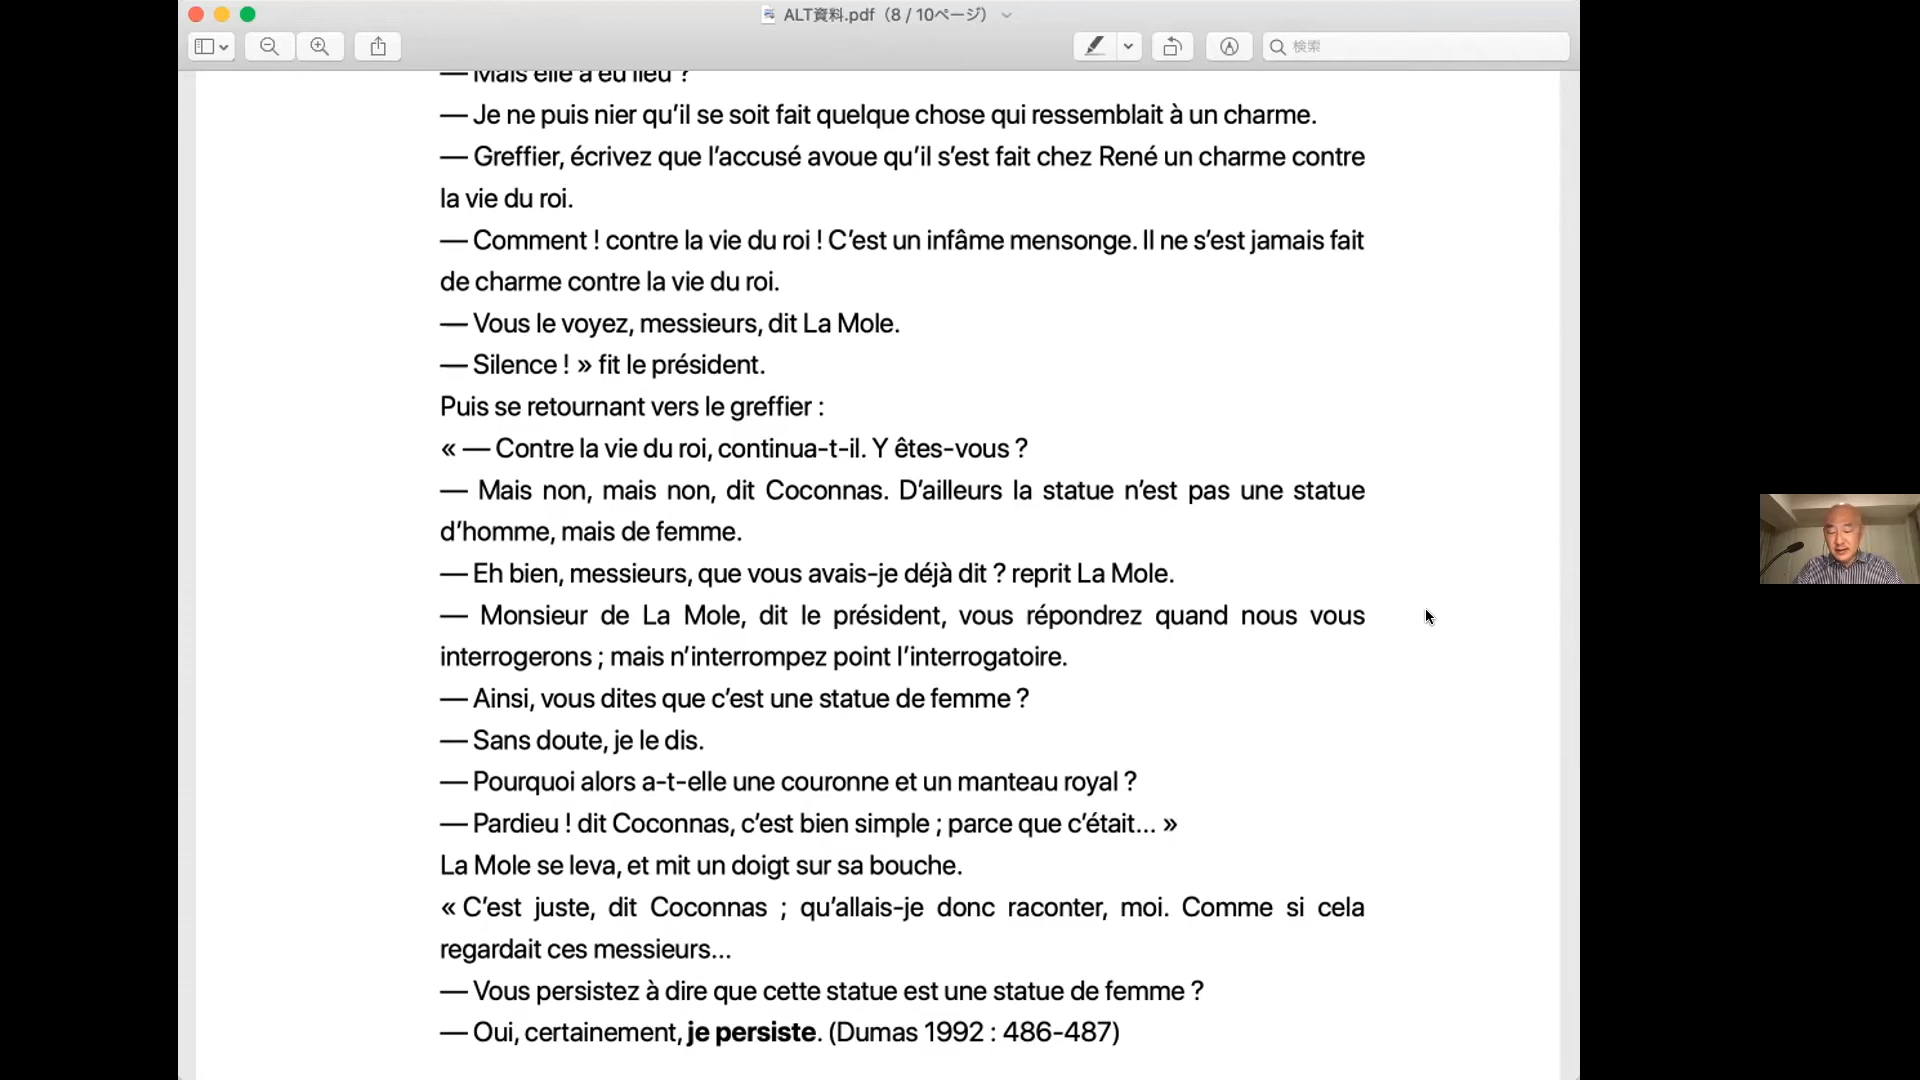 ALT資料.pdf（8 / 10ページ）
検索
— Mais elle a eu lieu ?
— Je ne puis nier qu’il se soit fait quelque chose qui ressemblait à un charme.
— Greffier, écrivez que l’accusé avoue qu’il s’est fait chez René un charme contre
la vie du roi.
— Comment ! contre la vie du roi ! C’est un infâme mensonge. Il ne s’est jamais fait
de charme contre la vie du roi.
— Vous le voyez, messieurs, dit La Mole.
— Silence ! » fit le président.
Puis se retournant vers le greffier :
« — Contre la vie du roi, continua-t-il. Y êtes-vous ?
— Mais non, mais non, dit Coconnas. D’ailleurs la statue n’est pas une statue
d’homme, mais de femme.
— Eh bien, messieurs, que vous avais-je déjà dit ? reprit La Mole.
— Monsieur de La Mole, dit le président, vous répondrez quand nous vous
interrogerons ; mais n’interrompez point l’interrogatoire.
— Ainsi, vous dites que c’est une statue de femme ?
— Sans doute, je le dis.
— Pourquoi alors a-t-elle une couronne et un manteau royal ?
— Pardieu ! dit Coconnas, c’est bien simple ; parce que c’était... »
La Mole se leva, et mit un doigt sur sa bouche.
« C’est juste, dit Coconnas ; qu’allais-je donc raconter, moi. Comme si cela
regardait ces messieurs...
— Vous persistez à dire que cette statue est une statue de femme ?
— Oui, certainement, je persiste. (Dumas 1992 : 486-487)